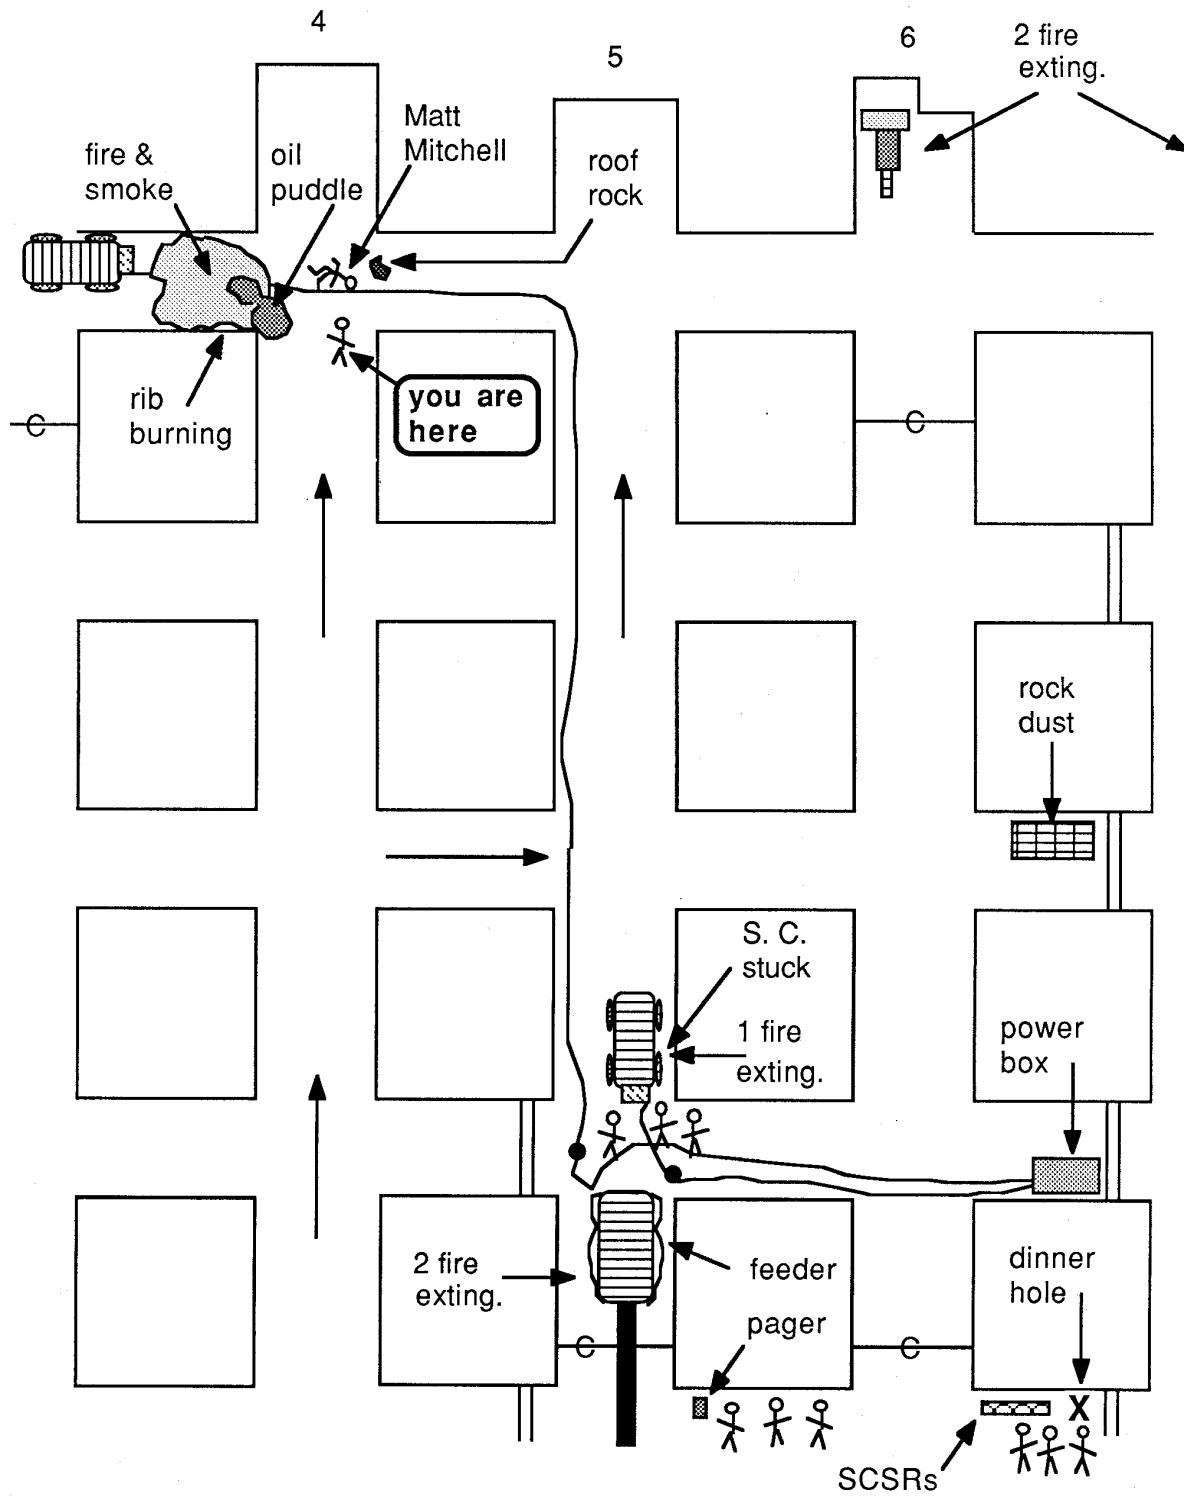 4
5
6
2 fire
exting.
Matt
Mitchell
fire &
smoke
oil
puddle
roof
rock
you are
here
rib
burning
C
C
rock
dust
S. C.
stuck
1 fire
exting.
power
box
2 fire
exting.
feeder
dinner
hole
pager
C
C
X
SCSRs